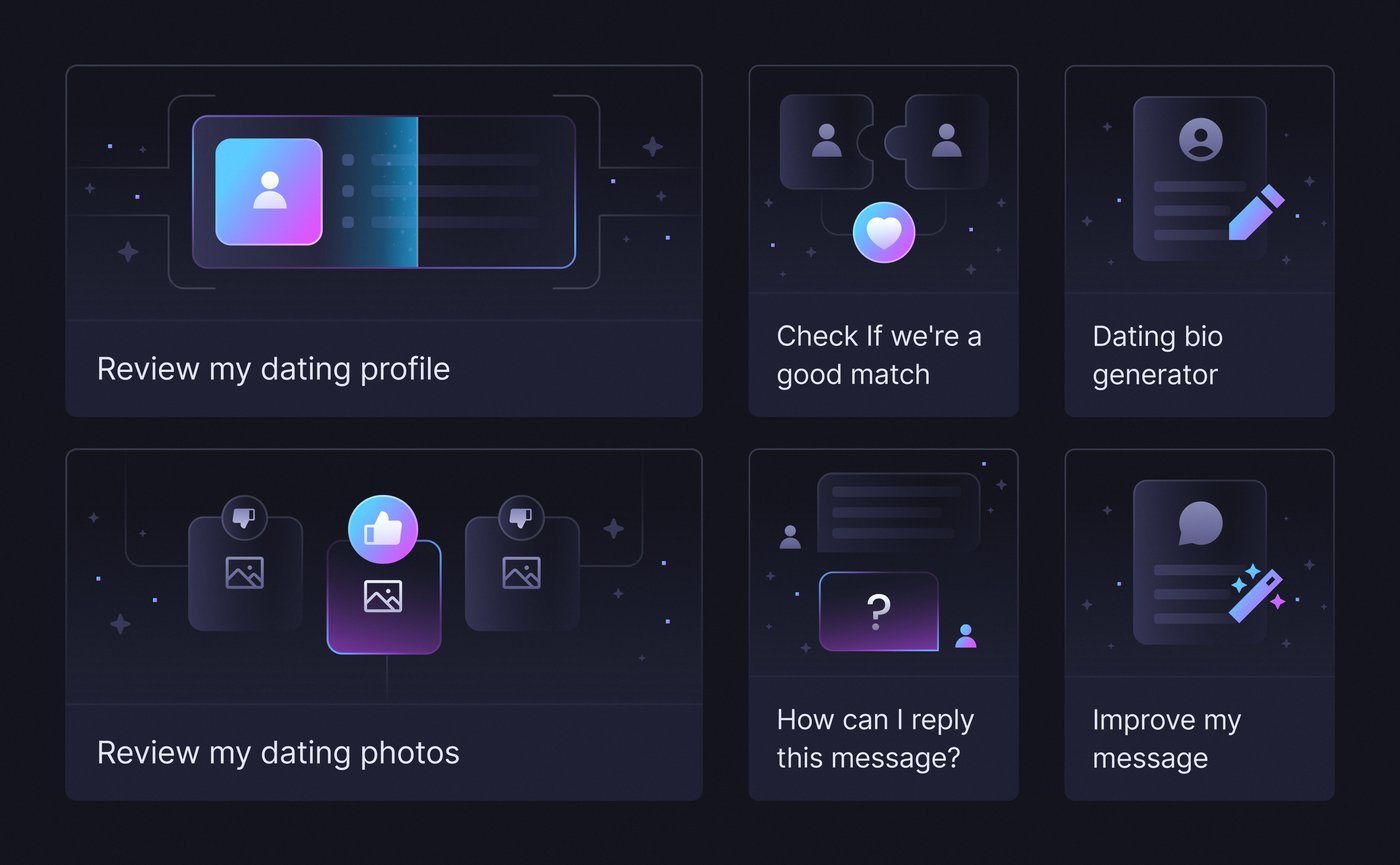 Review my dating profile
Check If we're a
good match
Dating bio
generator
?
Review my dating photos
How can I reply
this message?
Improve my
message